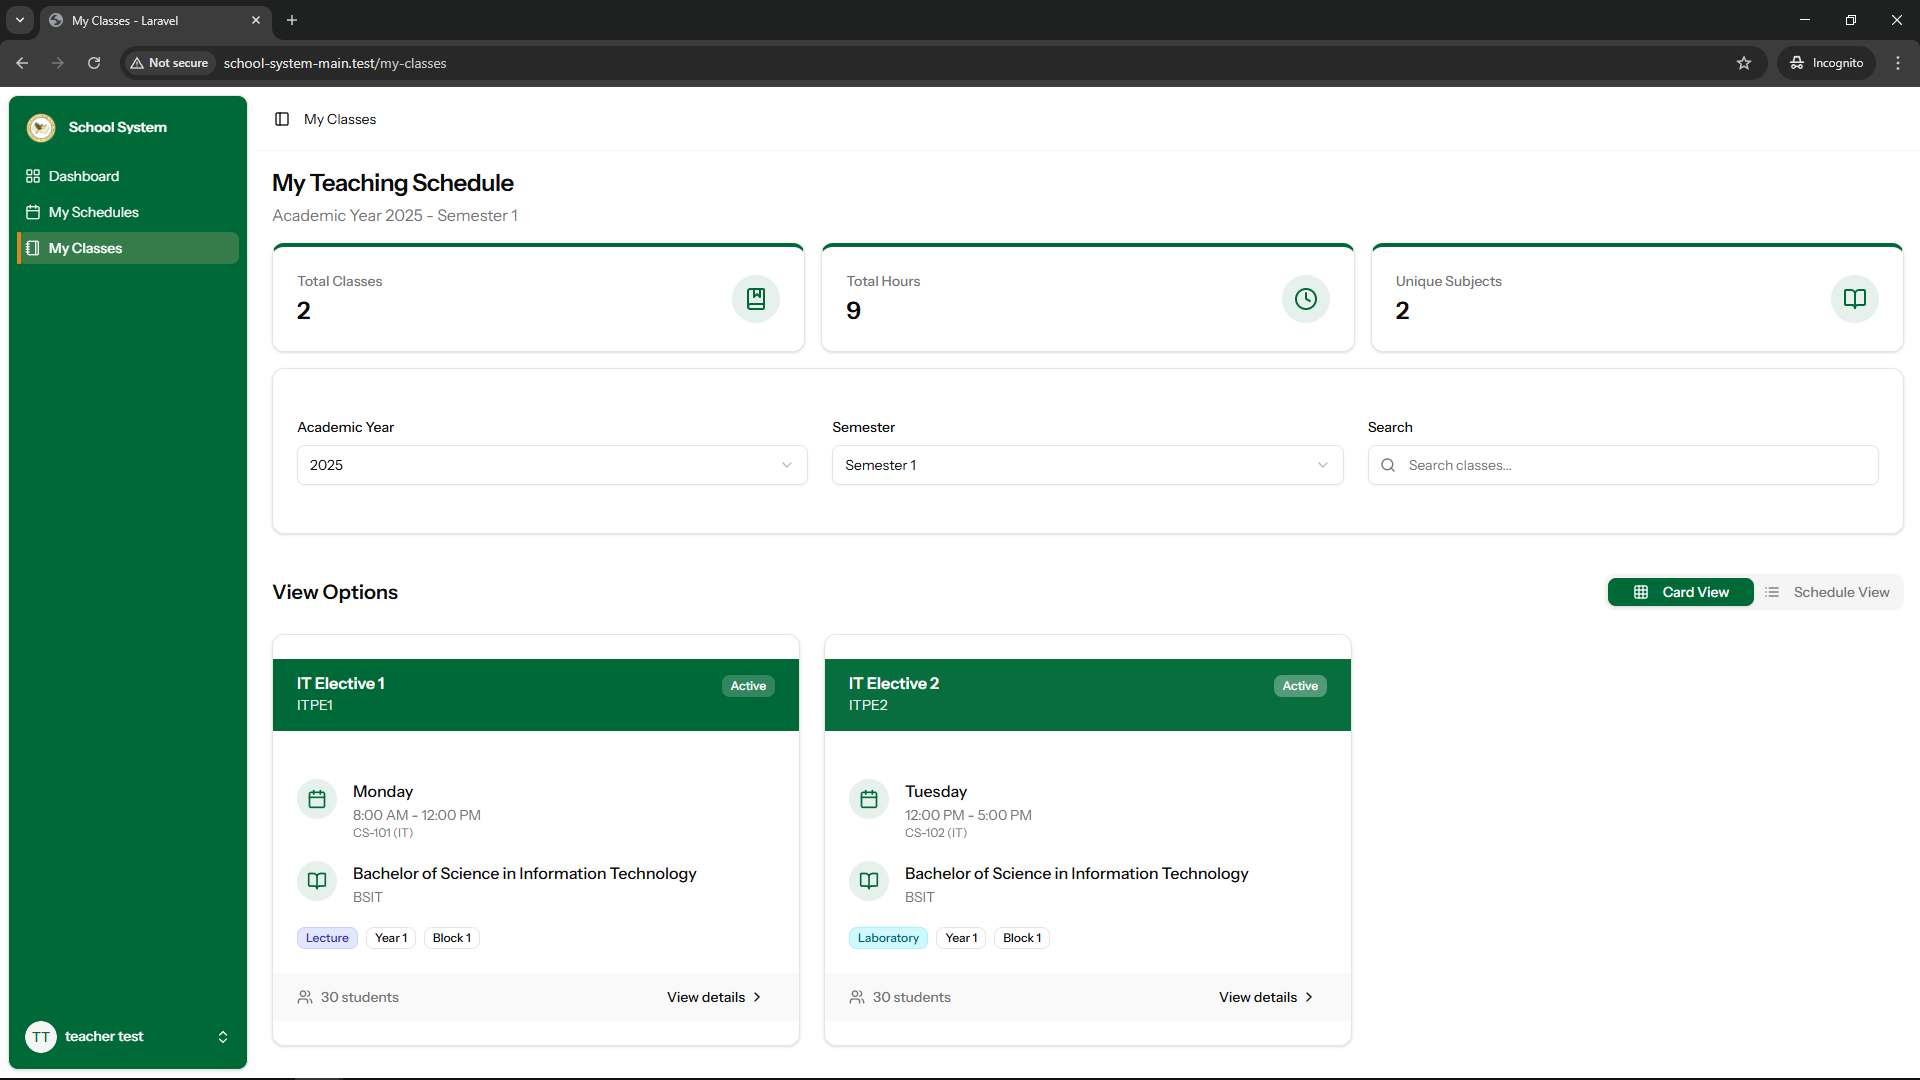 My Classes - Laravel
Not secure
school-system-main.test/my-classes
Incognito
School System
Dashboard
My Schedules
My Classes
teacher test
TT
My Classes
My Teaching Schedule
Academic Year 2025 - Semester 1
Total Classes
2
Total Hours
9
Unique Subjects
2
Academic Year
2025
Semester
Semester 1
Search
Search classes...
View Options
Card View
Schedule View
IT Elective 1
Active
ITPE1
Monday
8:00 AM - 12:00 PM
CS-101 (IT)
Bachelor of Science in Information Technology
BSIT
Lecture
Year 1
Block 1
30 students
View details
IT Elective 2
Active
ITPE2
Tuesday
12:00 PM - 5:00 PM
CS-102 (IT)
Bachelor of Science in Information Technology
BSIT
Laboratory
Year 1
Block 1
30 students
View details